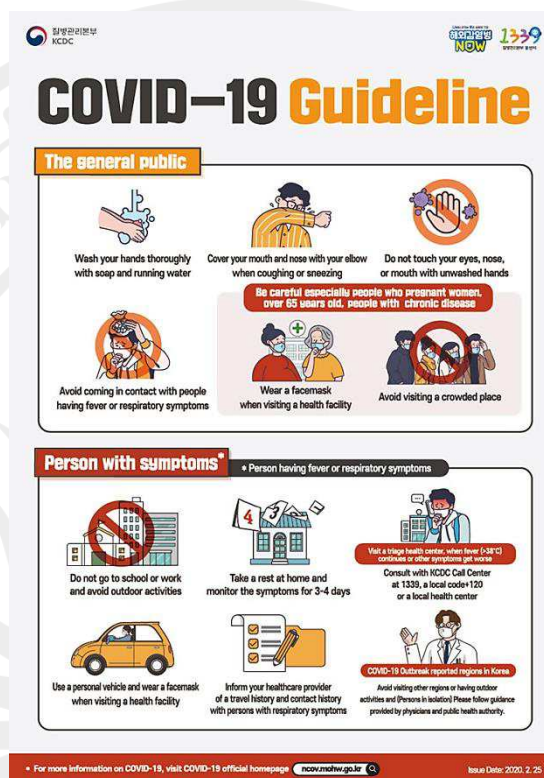 질병관리본부
KCDC
해외감염병
NOW
1339
COVID-19 Guideline
The general public
Wash your hands thoroughly
with soap and running water
Cover your mouth and nose with your elbow
when coughing or sneezing
Do not touch your eyes, nose,
or mouth with unwashed hands
Be careful especially people who pregnant women,
over 65 years old, people with chronic disease
Avoid coming in contact with people
having fever or respiratory symptoms
Wear a facemask
when visiting a health facility
Avoid visiting a crowded place
Person with symptoms*
* Person having fever or respiratory symptoms
4
3
Do not go to school or work
and avoid outdoor activities
Take a rest at home and
monitor the symptoms for 3-4 days
Visit a triage health center, when fever (>38°C)
continues or other symptoms get worse
Consult with KCDC Call Center
at 1339, a local code+120
or a local health center
Use a personal vehicle and wear a facemask
when visiting a health facility
Inform your healthcare provider
of a travel history and contact history
with persons with respiratory symptoms
COVID-19 Outbreak reported regions in Korea
Avoid visiting other regions or having outdoor
activities and (Persons in isolation) Please follow guidance
provided by physicians and public health authority.
• For more information on COVID-19, visit COVID-19 official homepage ncov.mohw.go.kr
Issue Date: 2020. 2. 25